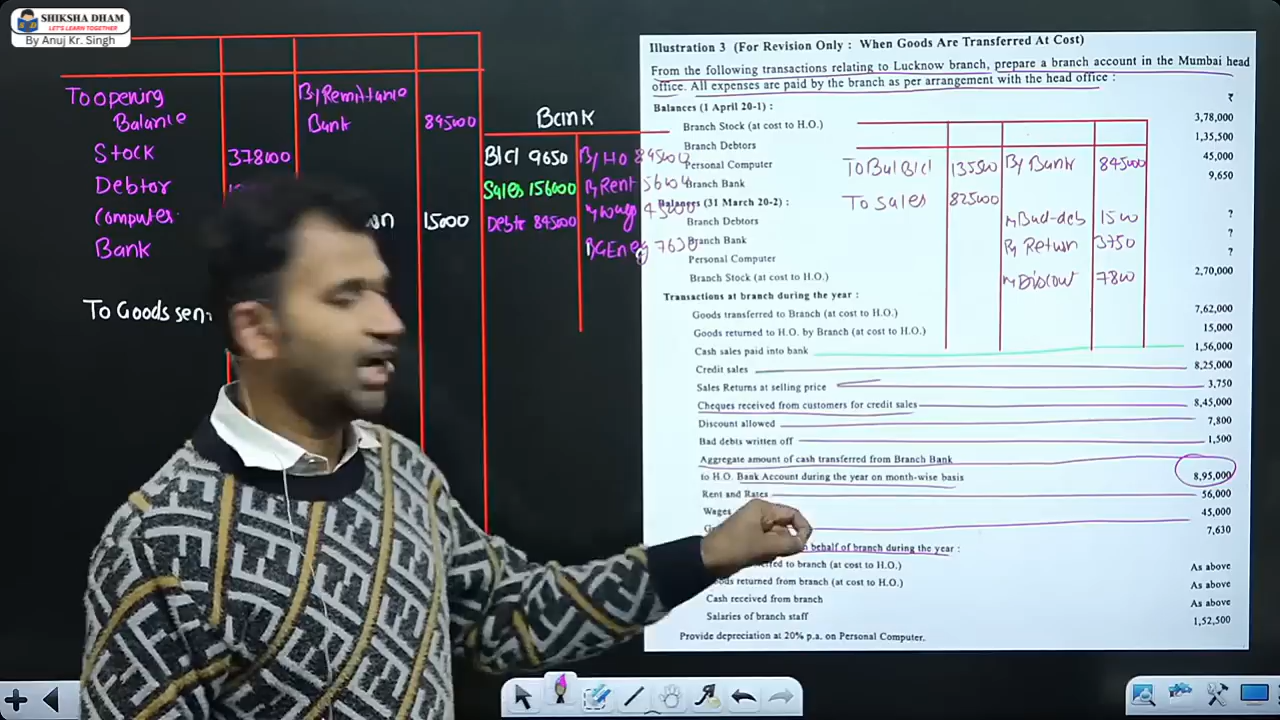 SHIKSHA DHAM
LET'S LEARN TOGETHER
By Anuj Kr. Singh
To opening
Balance
Stock 378000
Debtor
Computer
Bank
To Goods sen
By Remittance
Bank 895000
15000
Bank
B/c/ 9650
Sales 156000
Debtr 845000
By Ho 895000
By Rent 5600
By wages 45000
By GEneg 7630
Illustration 3 (For Revision Only : When Goods Are Transferred At Cost)
From the following transactions relating to Lucknow branch, prepare a branch account in the Mumbai head
office. All expenses are paid by the branch as per arrangement with the head office :
Balances (1 April 20-1) : ₹
Branch Stock (at cost to H.O.) 3,78,000
Branch Debtors 1,35,500
Personal Computer 45,000
Branch Bank 9,650
Balances (31 March 20-2) :
Branch Debtors ?
Branch Bank ?
Personal Computer ?
Branch Stock (at cost to H.O.) 2,70,000
To Bal B/c/ 135500 By Bank 845000
To Sales 825000
By Bad-deb 1500
By Return 3750
By Discout 7800
Transactions at branch during the year :
Goods transferred to Branch (at cost to H.O.) 7,62,000
Goods returned to H.O. by Branch (at cost to H.O.) 15,000
Cash sales paid into bank 1,56,000
Credit sales 8,25,000
Sales Returns at selling price 3,750
Cheques received from customers for credit sales 8,45,000
Discount allowed 7,800
Bad debts written off 1,500
Aggregate amount of cash transferred from Branch Bank
to H.O. Bank Account during the year on month-wise basis 8,95,000
Rent and Rates 56,000
Wages 45,000
7,630
behalf of branch during the year :
to branch (at cost to H.O.) As above
returned from branch (at cost to H.O.) As above
Cash received from branch As above
Salaries of branch staff 1,52,500
Provide depreciation at 20% p.a. on Personal Computer.